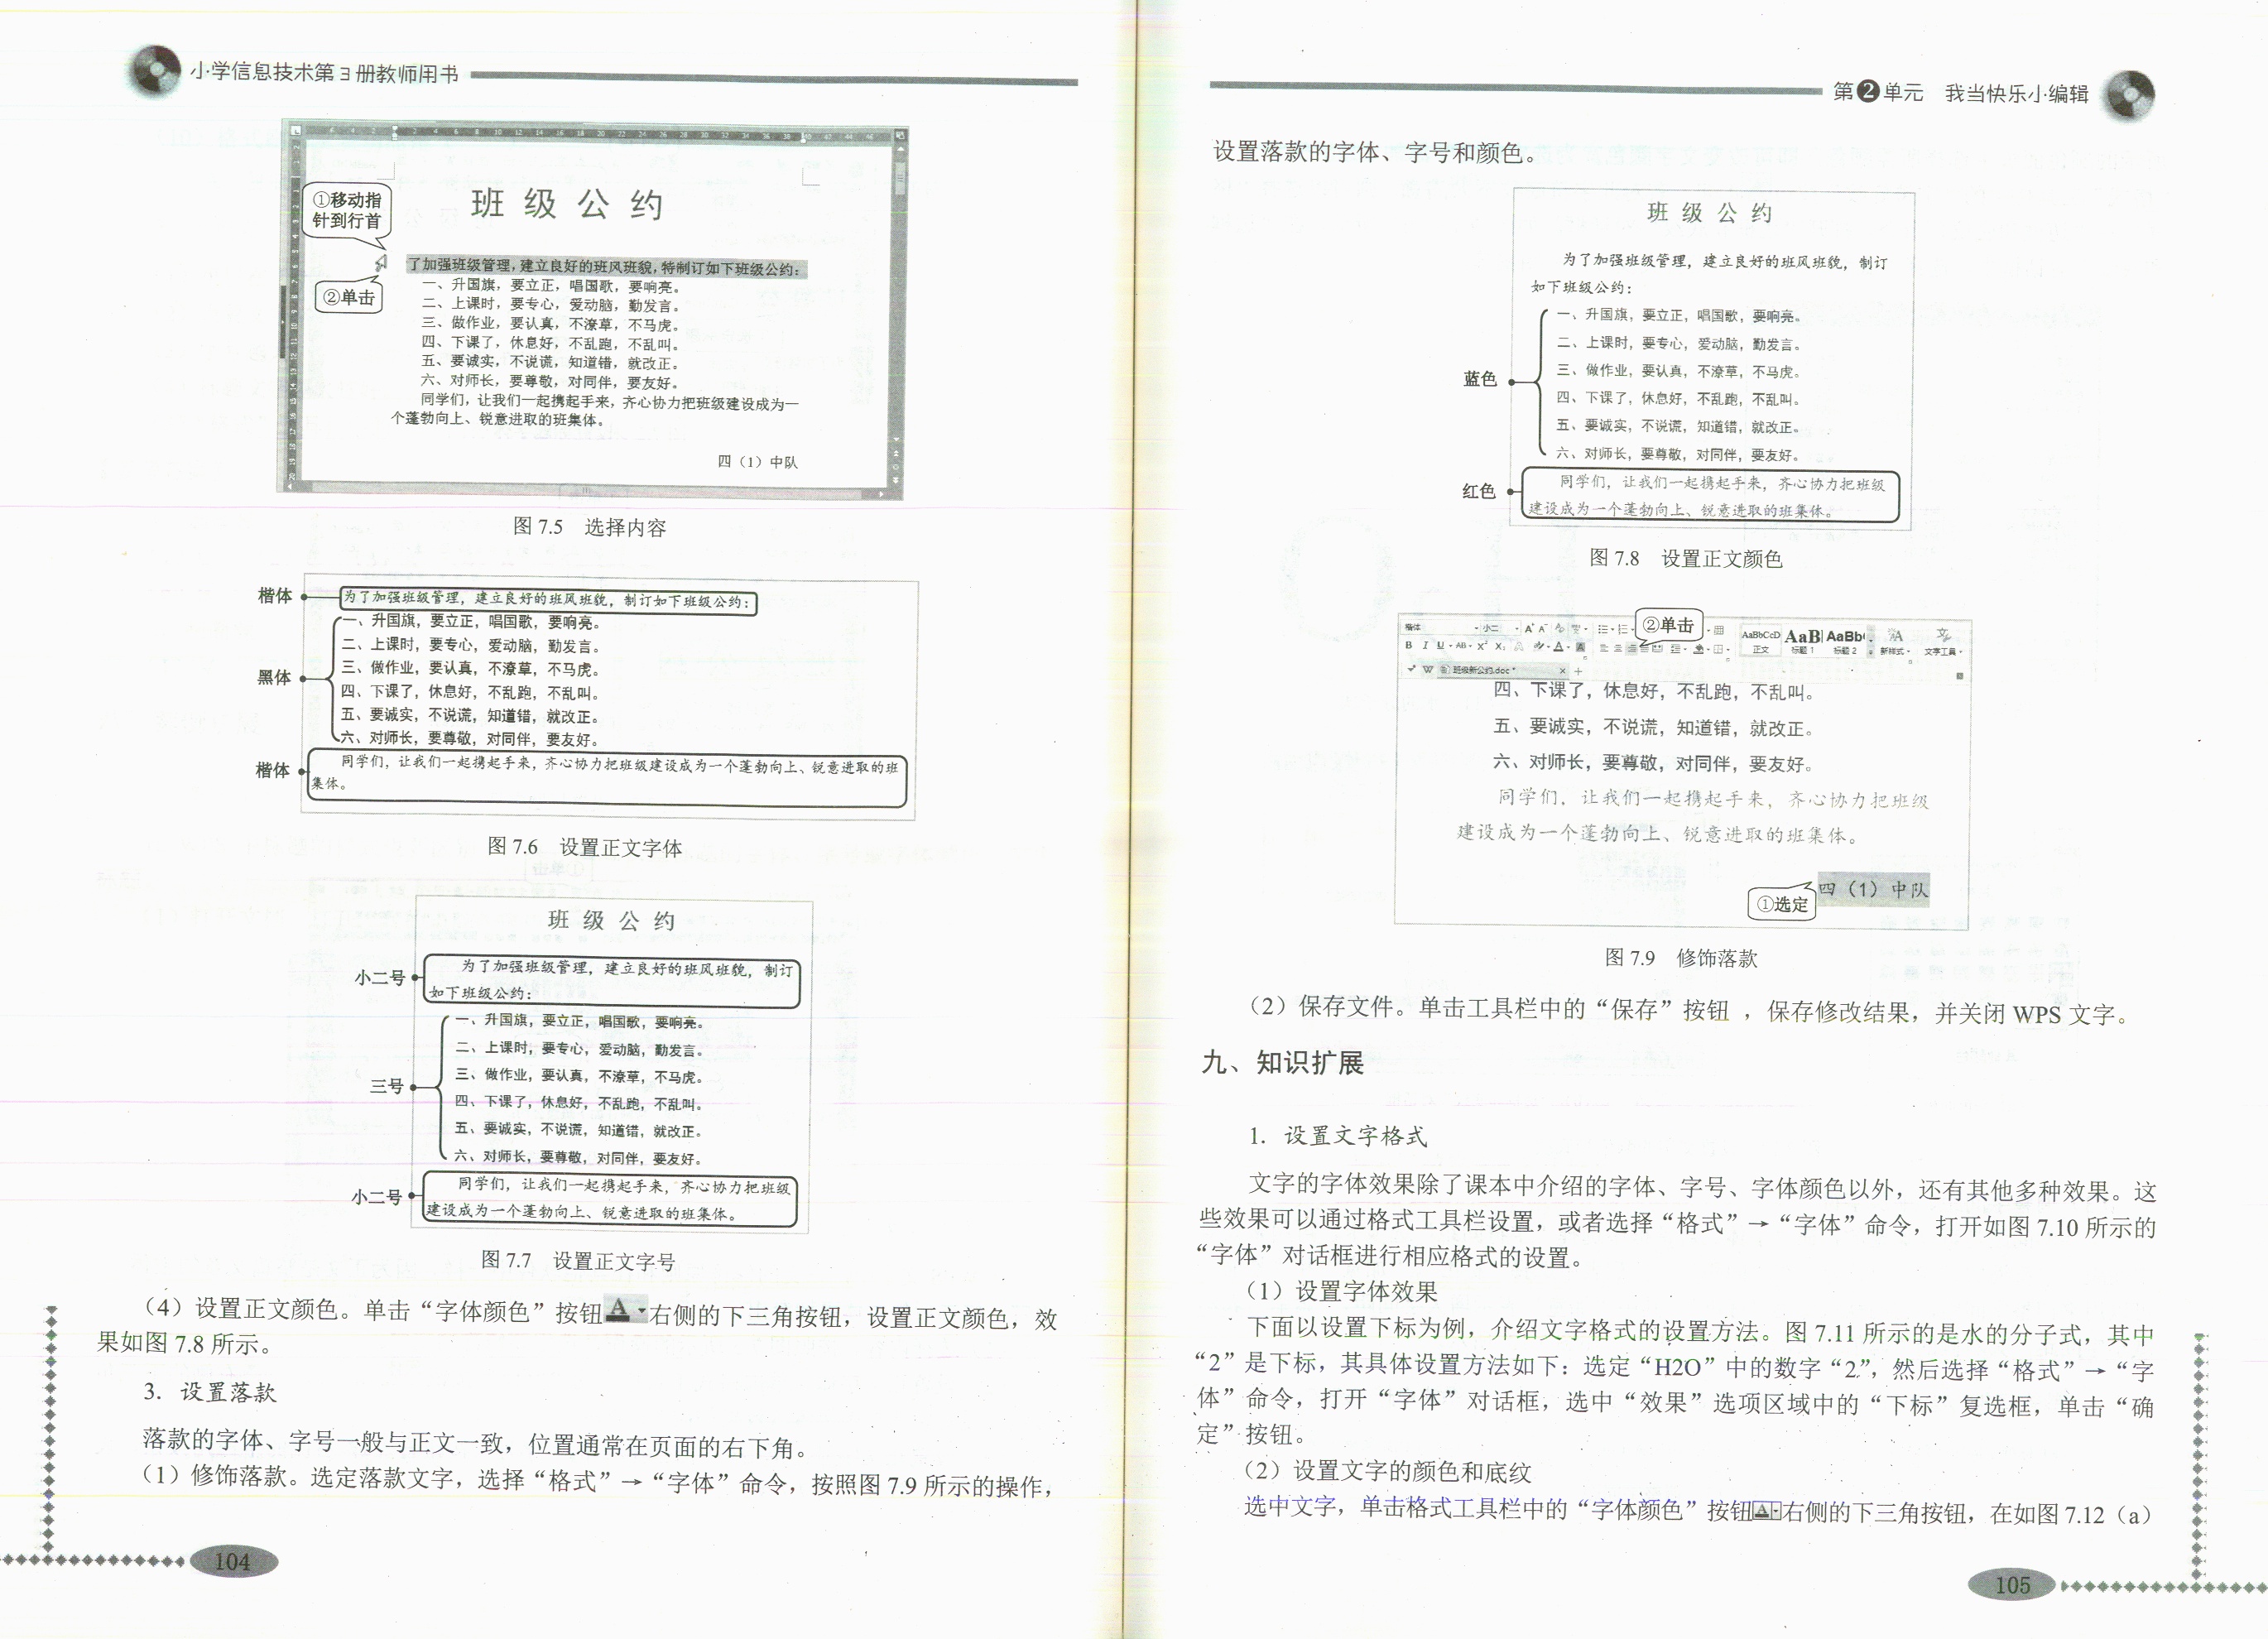 小学信息技术第3册教师用书
①移动指
针到行首
②单击
班 级 公 约
了加强班级管理，建立良好的班风班貌，特制订如下班级公约：
一、升国旗，要立正，唱国歌，要响亮。
二、上课时，要专心，爱动脑，勤发言。
三、做作业，要认真，不潦草，不马虎。
四、下课了，休息好，不乱跑，不乱叫。
五、要诚实，不说谎，知道错，就改正。
六、对师长，要尊敬，对同伴，要友好。
同学们，让我们一起携起手来，齐心协力把班级建设成为一
个蓬勃向上、锐意进取的班集体。
四（1）中队
图 7.5 选择内容
楷体
为了加强班级管理，建立良好的班风班貌，制订如下班级公约：
黑体
一、升国旗，要立正，唱国歌，要响亮。
二、上课时，要专心，爱动脑，勤发言。
三、做作业，要认真，不潦草，不马虎。
四、下课了，休息好，不乱跑，不乱叫。
五、要诚实，不说谎，知道错，就改正。
六、对师长，要尊敬，对同伴，要友好。
楷体
同学们，让我们一起携起手来，齐心协力把班级建设成为一个蓬勃向上、锐意进取的班
集体。
图 7.6 设置正文字体
班 级 公 约
小二号
为了加强班级管理，建立良好的班风班貌，制订
如下班级公约：
三号
一、升国旗，要立正，唱国歌，要响亮。
二、上课时，要专心，爱动脑，勤发言。
三、做作业，要认真，不潦草，不马虎。
四、下课了，休息好，不乱跑，不乱叫。
五、要诚实，不说谎，知道错，就改正。
六、对师长，要尊敬，对同伴，要友好。
小二号
同学们，让我们一起携起手来，齐心协力把班级
建设成为一个蓬勃向上、锐意进取的班集体。
图 7.7 设置正文字号
（4）设置正文颜色。单击“字体颜色”按钮A右侧的下三角按钮，设置正文颜色，效
果如图 7.8 所示。
3. 设置落款
落款的字体、字号一般与正文一致，位置通常在页面的右下角。
（1）修饰落款。选定落款文字，选择“格式”→“字体”命令，按照图 7.9 所示的操作，
104
第2单元 我当快乐小编辑
设置落款的字体、字号和颜色。
班 级 公 约
为了加强班级管理，建立良好的班风班貌，制订
如下班级公约：
蓝色
一、升国旗，要立正，唱国歌，要响亮。
二、上课时，要专心，爱动脑，勤发言。
三、做作业，要认真，不潦草，不马虎。
四、下课了，休息好，不乱跑，不乱叫。
五、要诚实，不说谎，知道错，就改正。
六、对师长，要尊敬，对同伴，要友好。
红色
同学们，让我们一起携起手来，齐心协力把班级
建设成为一个蓬勃向上、锐意进取的班集体。
图 7.8 设置正文颜色
楷体 小二 ②单击 AaBbCcD AaB AaBb
B I U 正文 标题 1 标题 2 新样式 文字工具
班级新公约.doc *
四、下课了，休息好，不乱跑，不乱叫。
五、要诚实，不说谎，知道错，就改正。
六、对师长，要尊敬，对同伴，要友好。
同学们，让我们一起携起手来，齐心协力把班级
建设成为一个蓬勃向上、锐意进取的班集体。
四（1）中队
①选定
图 7.9 修饰落款
（2）保存文件。单击工具栏中的“保存”按钮 ，保存修改结果，并关闭 WPS 文字。
九、知识扩展
1. 设置文字格式
文字的字体效果除了课本中介绍的字体、字号、字体颜色以外，还有其他多种效果。这
些效果可以通过格式工具栏设置，或者选择“格式”→“字体”命令，打开如图 7.10 所示的
“字体”对话框进行相应格式的设置。
（1）设置字体效果
下面以设置下标为例，介绍文字格式的设置方法。图 7.11 所示的是水的分子式，其中
“2”是下标，其具体设置方法如下：选定“H2O”中的数字“2”，然后选择“格式”→“字
体”命令，打开“字体”对话框，选中“效果”选项区域中的“下标”复选框，单击“确
定”按钮。
（2）设置文字的颜色和底纹
选中文字，单击格式工具栏中的“字体颜色”按钮A右侧的下三角按钮，在如图 7.12（a）
105